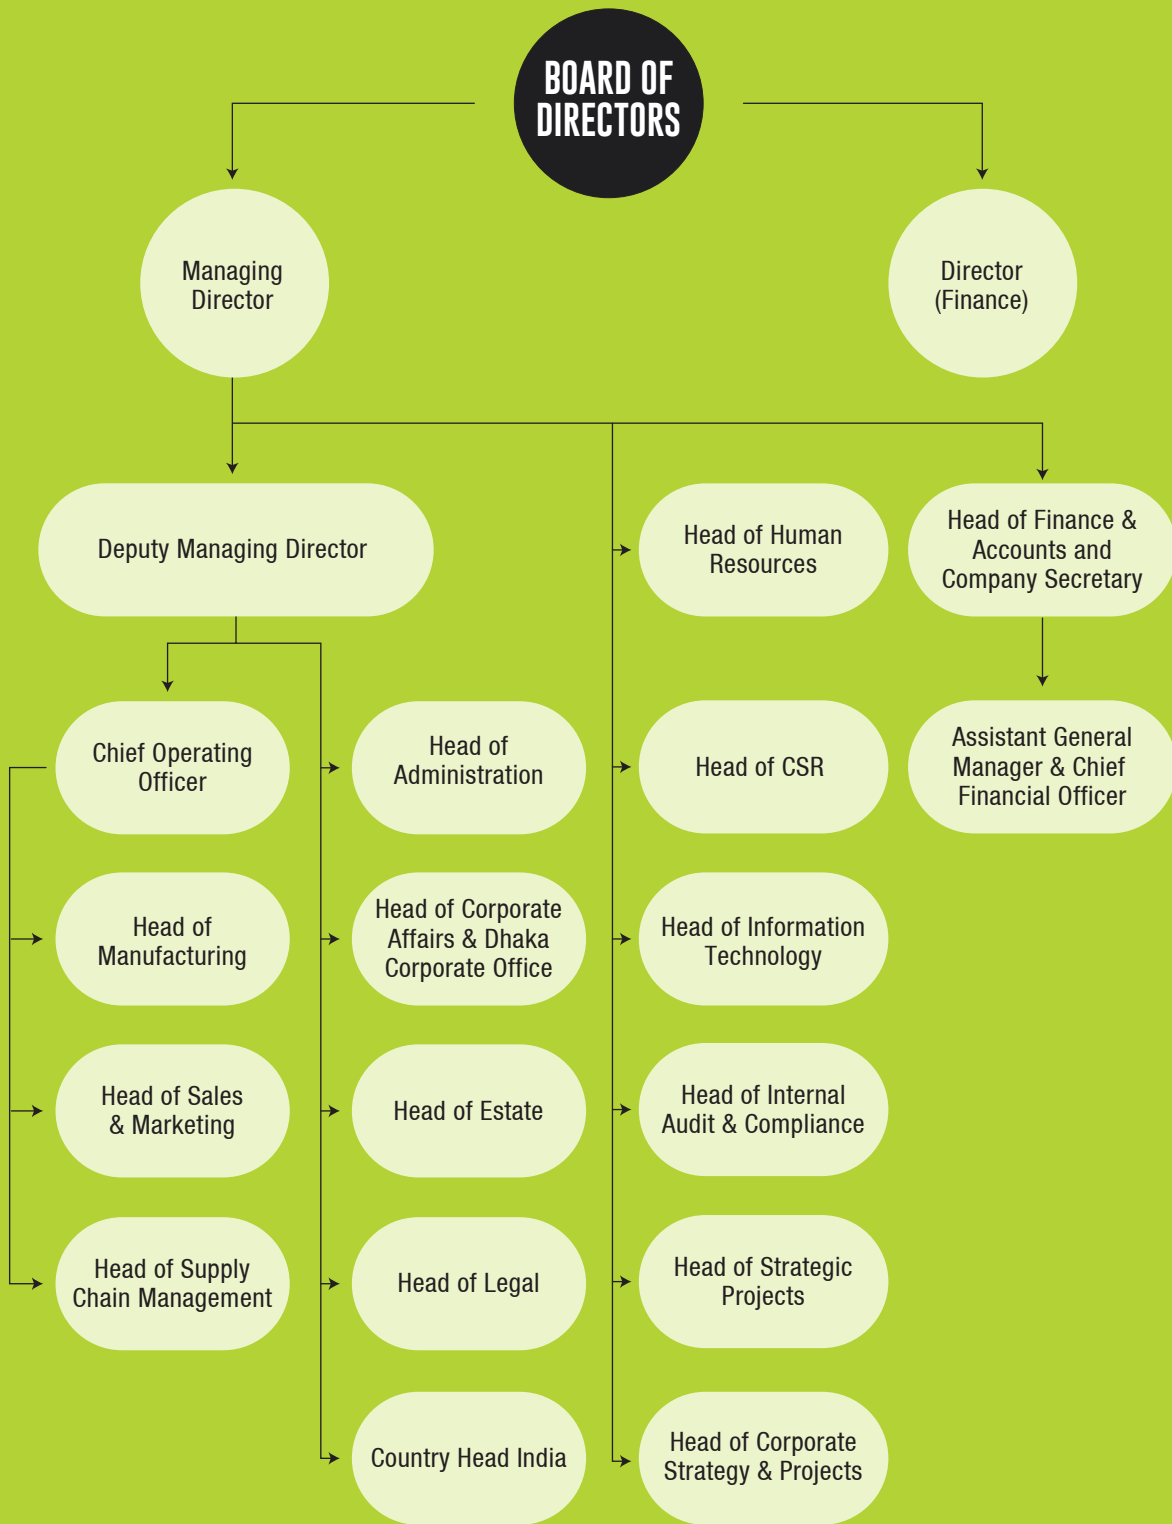 BOARD OF
DIRECTORS
Managing
Director
Director
(Finance)
Deputy Managing Director
Head of Human
Resources
Head of Finance &
Accounts and
Company Secretary
Chief Operating
Officer
Head of
Administration
Head of CSR
Assistant General
Manager & Chief
Financial Officer
Head of
Manufacturing
Head of Corporate
Affairs & Dhaka
Corporate Office
Head of Information
Technology
Head of Sales
& Marketing
Head of Estate
Head of Internal
Audit & Compliance
Head of Supply
Chain Management
Head of Legal
Head of Strategic
Projects
Country Head India
Head of Corporate
Strategy & Projects